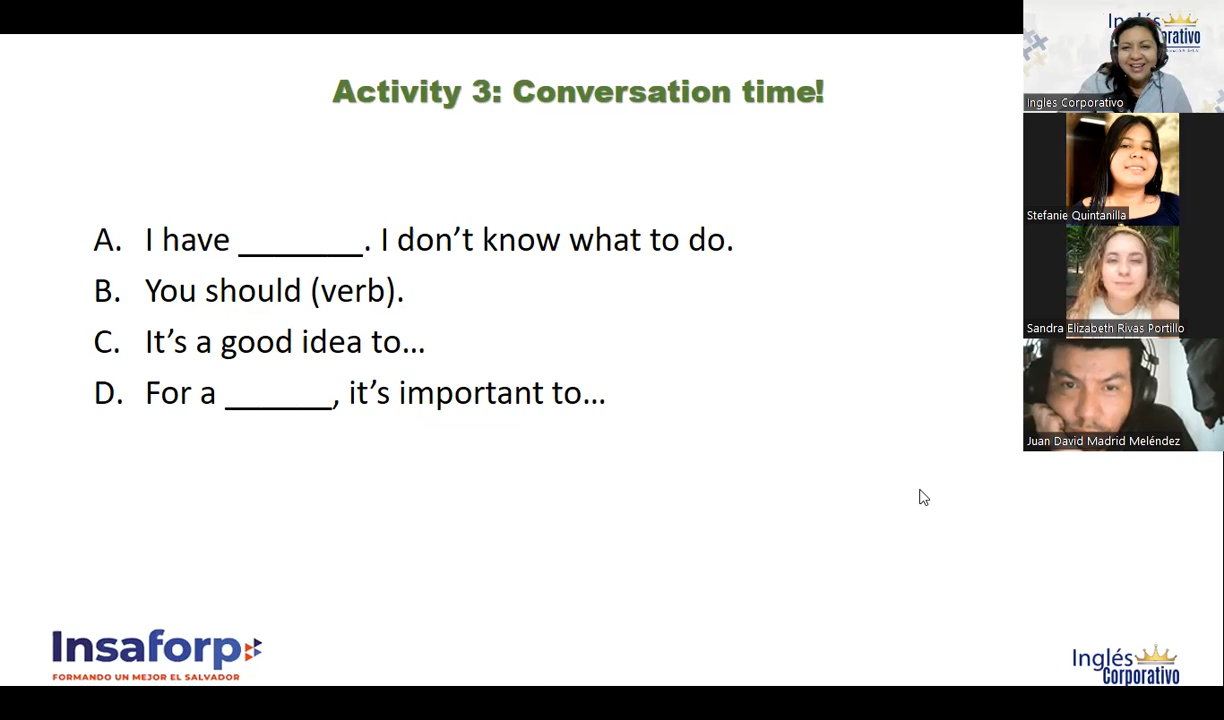 Activity 3: Conversation time!
A. I have _______. I don’t know what to do.
B. You should (verb).
C. It’s a good idea to…
D. For a ______, it’s important to…
Insaforp
FORMANDO UN MEJOR EL SALVADOR
Inglés
Corporativo
Ingles Corporativo
Stefanie Quintanilla
Sandra Elizabeth Rivas Portillo
Juan David Madrid Meléndez